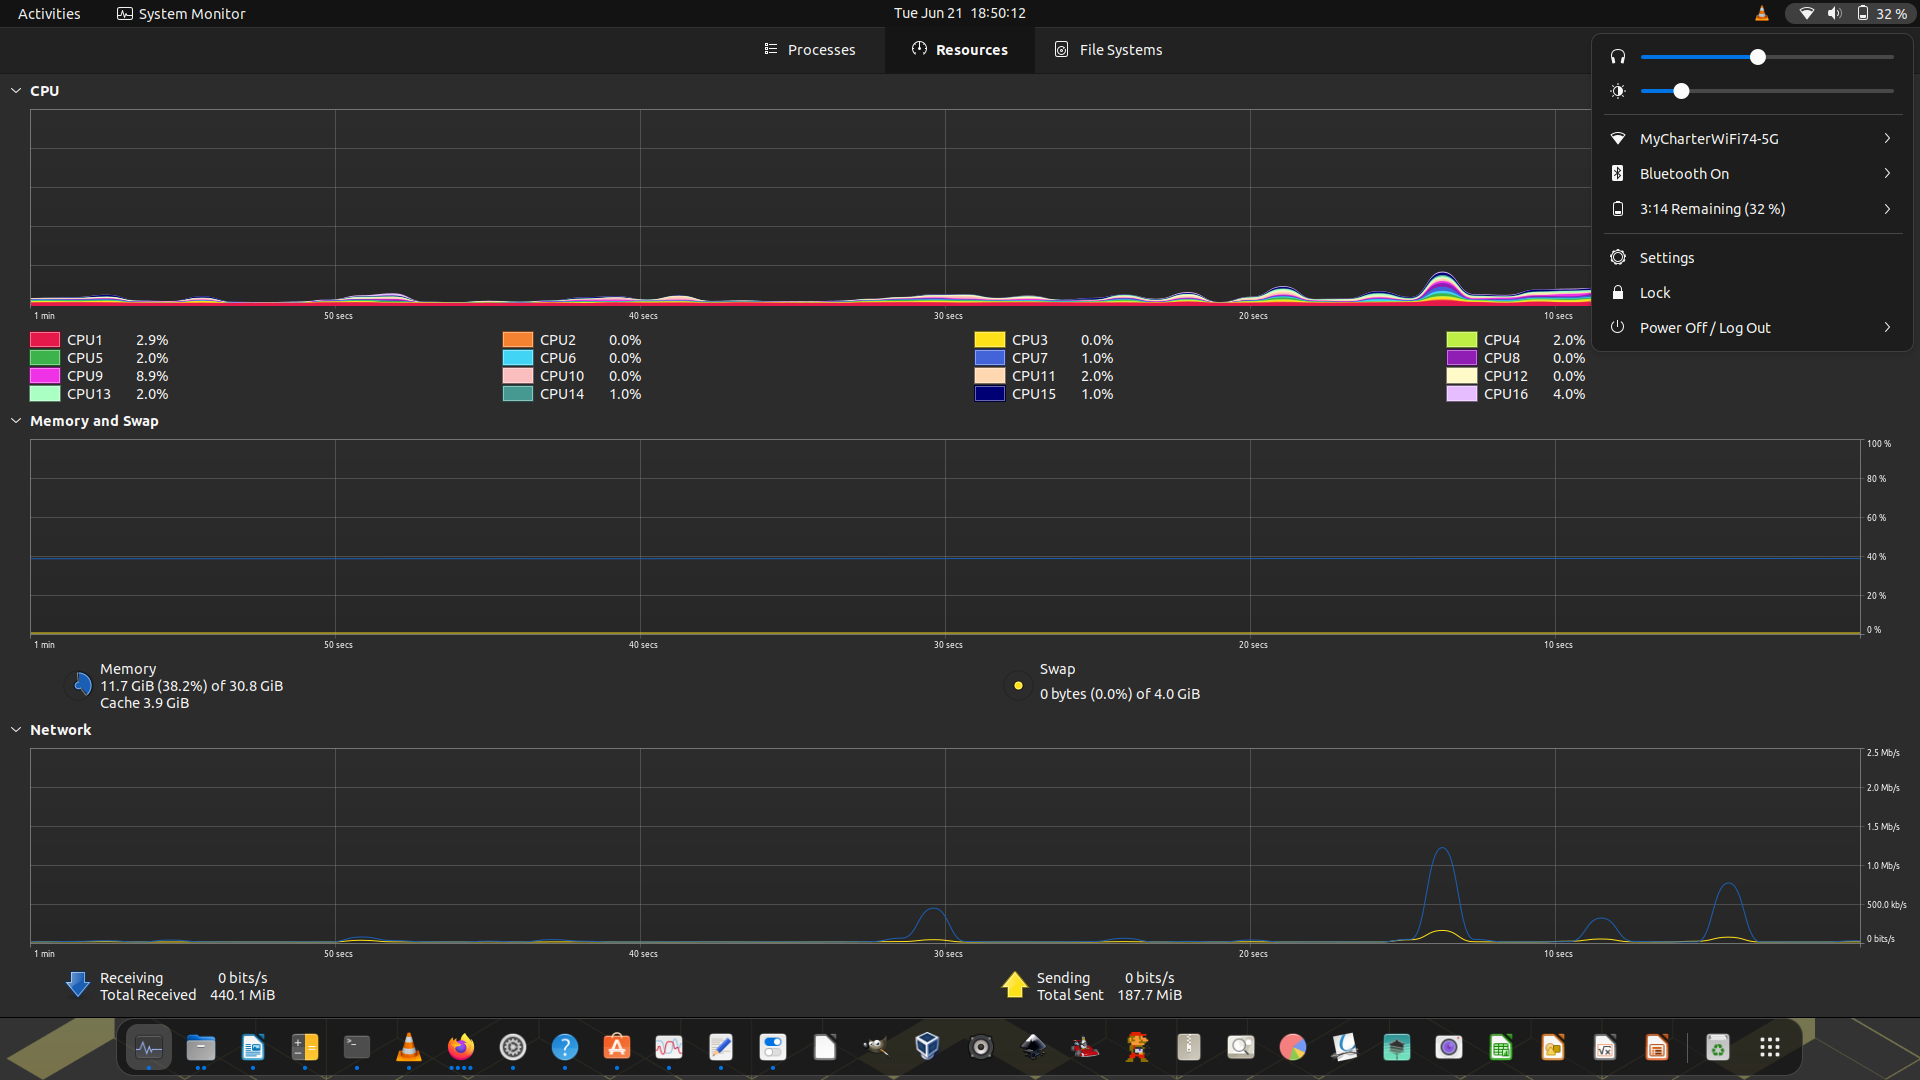 Activities
System Monitor
Tue Jun 21 18:50:12
32 %
Processes
Resources
File Systems
CPU
MyCharterWiFi74-5G
Bluetooth On
3:14 Remaining (32 %)
Settings
Lock
Power Off / Log Out
1 min 50 secs 40 secs 30 secs 20 secs 10 secs
CPU1 2.9% CPU2 0.0% CPU3 0.0% CPU4 2.0%
CPU5 2.0% CPU6 0.0% CPU7 1.0% CPU8 0.0%
CPU9 8.9% CPU10 0.0% CPU11 2.0% CPU12 0.0%
CPU13 2.0% CPU14 1.0% CPU15 1.0% CPU16 4.0%
Memory and Swap
100 %
80 %
60 %
40 %
20 %
0 %
1 min 50 secs 40 secs 30 secs 20 secs 10 secs
Memory
11.7 GiB (38.2%) of 30.8 GiB
Cache 3.9 GiB
Swap
0 bytes (0.0%) of 4.0 GiB
Network
2.5 Mb/s
2.0 Mb/s
1.5 Mb/s
1.0 Mb/s
500.0 kb/s
0 bits/s
1 min 50 secs 40 secs 30 secs 20 secs 10 secs
Receiving 0 bits/s
Total Received 440.1 MiB
Sending 0 bits/s
Total Sent 187.7 MiB